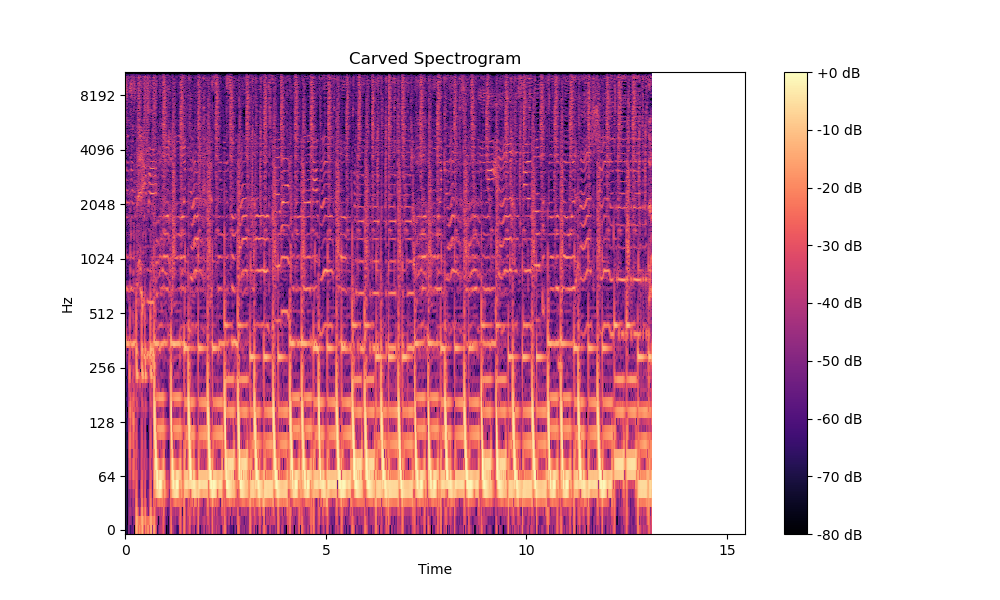 Carved Spectrogram
Hz
8192
4096
2048
1024
512
256
128
64
0
0 5 10 15
Time
+0 dB
-10 dB
-20 dB
-30 dB
-40 dB
-50 dB
-60 dB
-70 dB
-80 dB